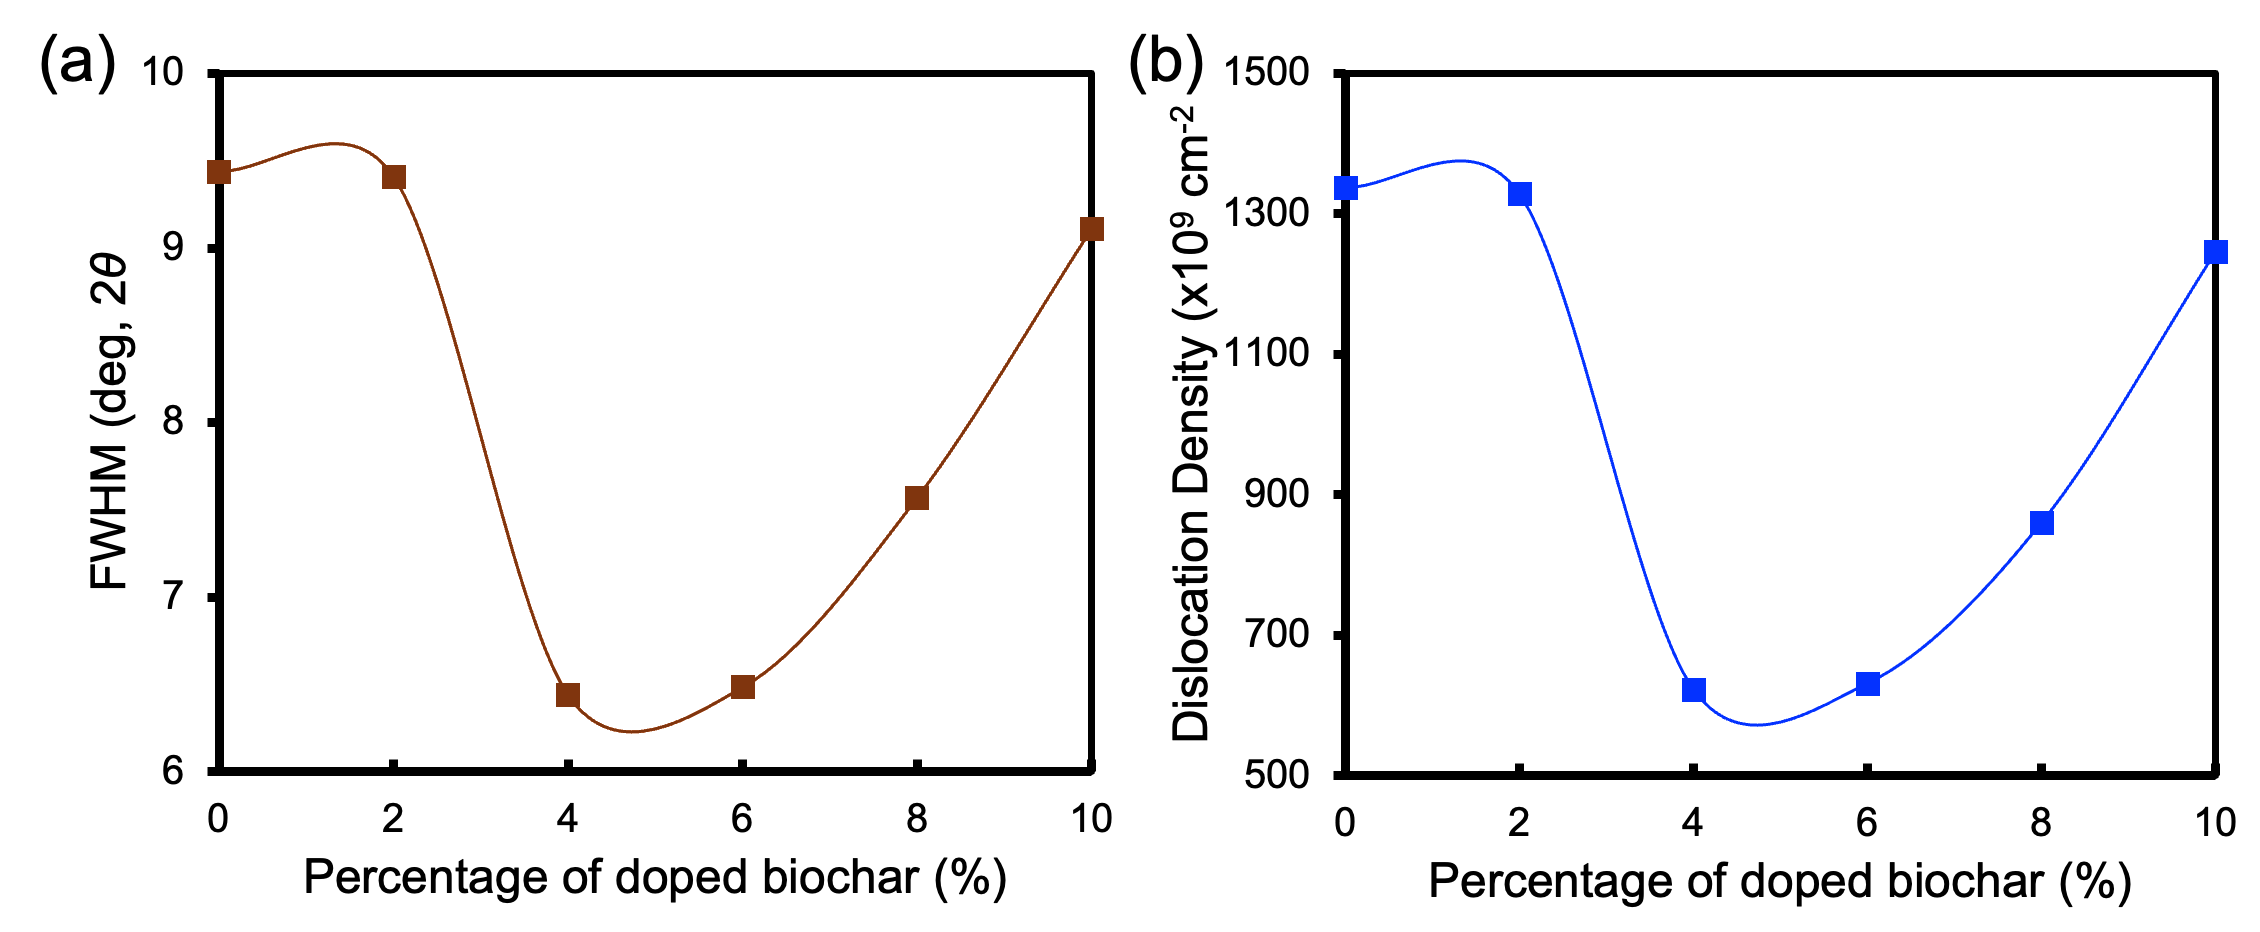 (a)
10
9
8
7
6
FWHM (deg, 2θ
0 2 4 6 8 10
Percentage of doped biochar (%)
(b)
1500
1300
1100
900
700
500
Dislocation Density (x10⁹ cm⁻²
0 2 4 6 8 10
Percentage of doped biochar (%)